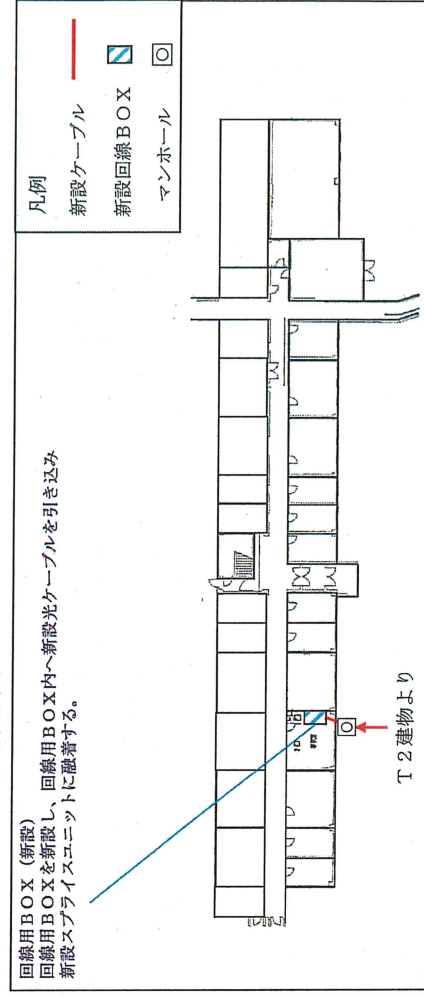 回線用BOX（新設）
回線用BOXを新設し、回線用BOX内へ新設光ケーブルを引き込み
新設スプライスユニットに融着する。
凡例
新設ケーブル
新設回線BOX
マンホール
T2建物より